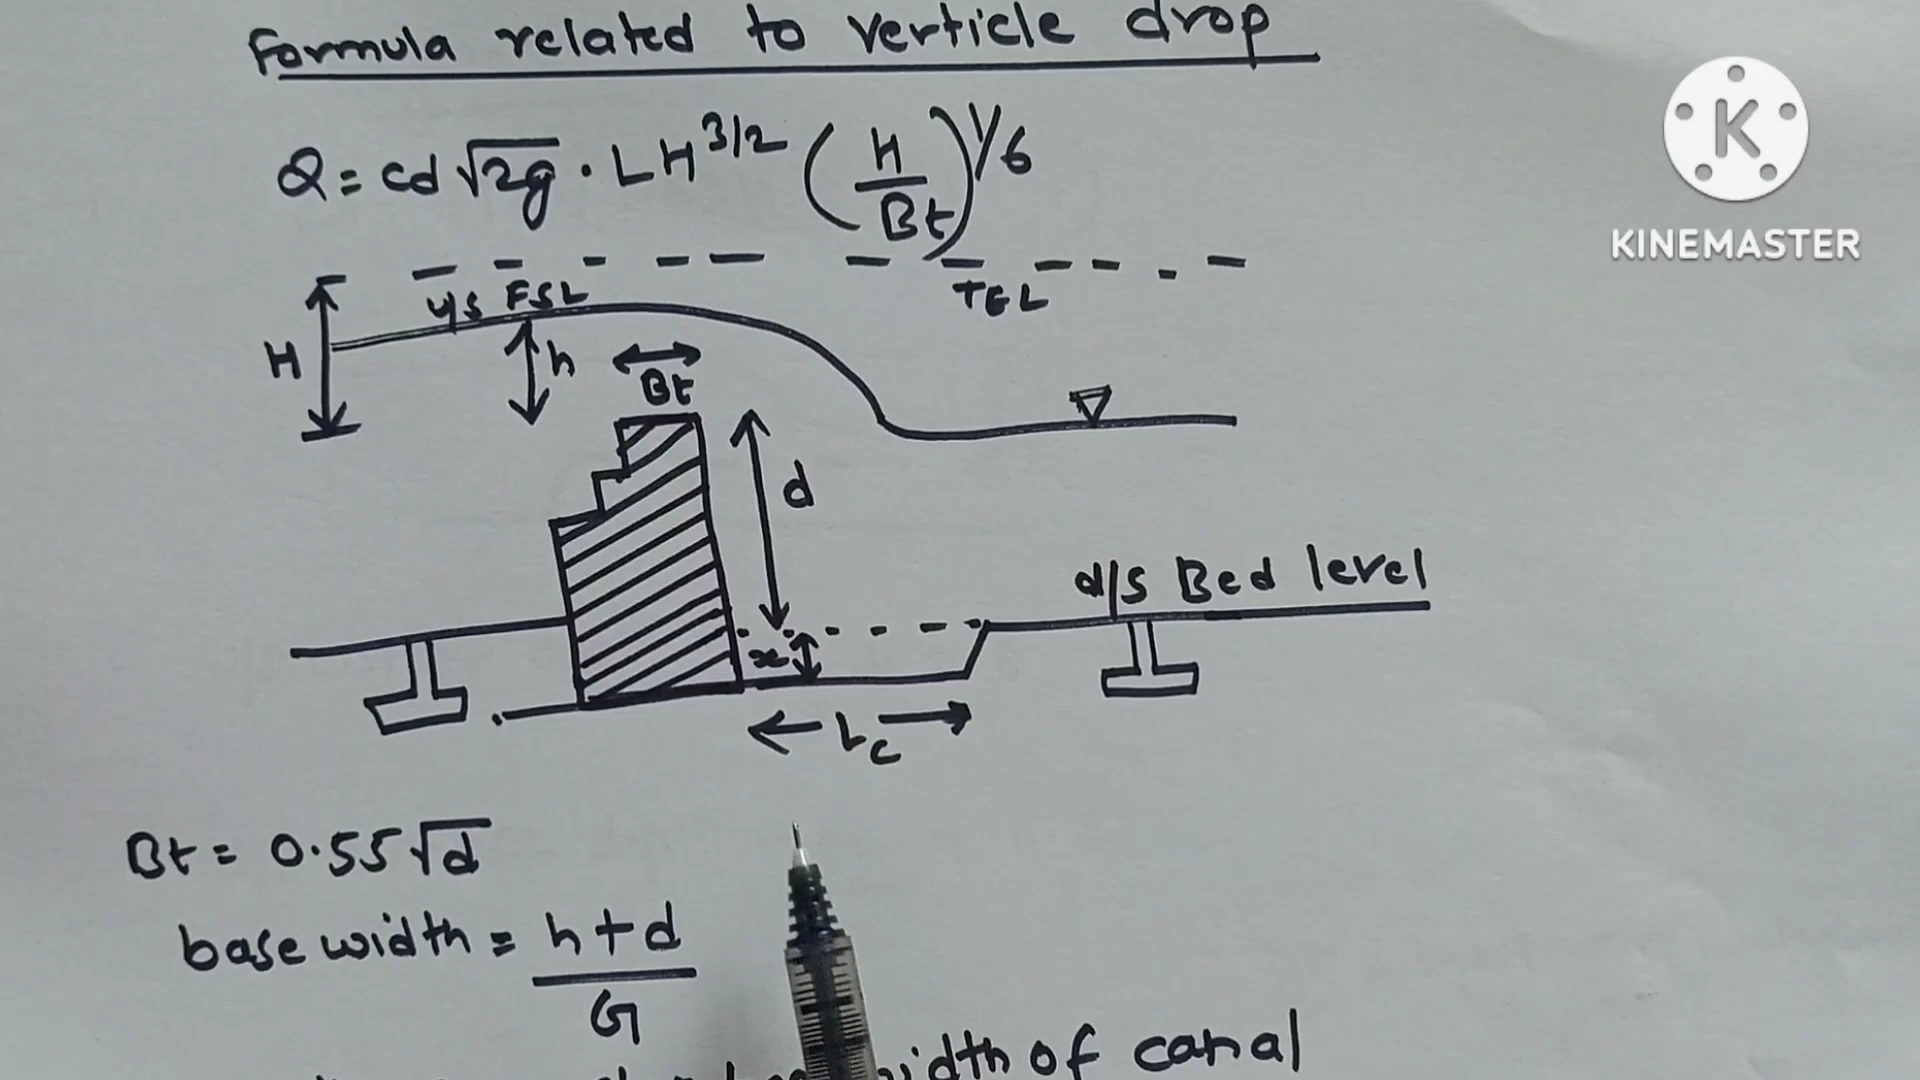 Formula related to verticle drop
Q = cd √2g · L H^3/2 (H/Bt)^1/6
K
KINEMASTER
u/s FSL
TEL
H
h
Bt
d
d/s Bed level
x
Lc
Bt = 0.55 √d
base width = h+d/G
width of canal